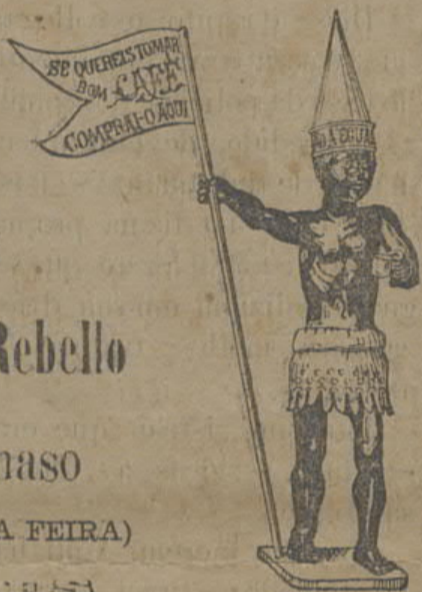 SE QUEREIS TOMAR
BOM CAFÉ
COMPRAI-O AQUI
Rebello
naso
A FEIRA)